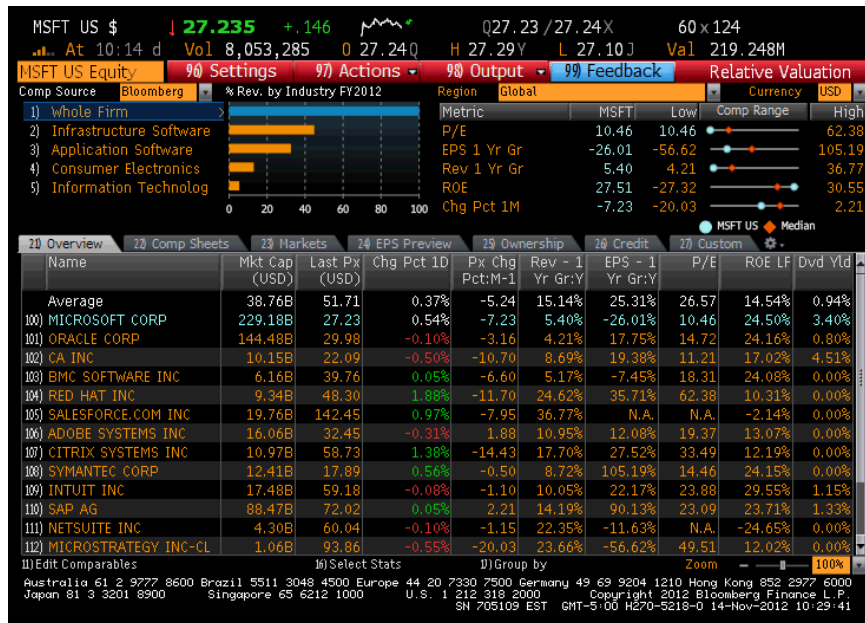 MSFT US $ ↓ 27.235 +.146 Q27.23 / 27.24X 60 x 124
At 10:14 d Vol 8,053,285 O 27.24Q H 27.29Y L 27.10J Val 219.248M
MSFT US Equity 96) Settings 97) Actions 98) Output 99) Feedback Relative Valuation
Comp Source Bloomberg % Rev. by Industry FY2012 Region Global Currency USD
1) Whole Firm > Metric MSFT Low Comp Range High
2) Infrastructure Software P/E 10.46 10.46 62.38
3) Application Software EPS 1 Yr Gr -26.01 -56.62 105.19
4) Consumer Electronics Rev 1 Yr Gr 5.40 4.21 36.77
5) Information Technolog ROE 27.51 -27.32 30.55
0 20 40 60 80 100 Chg Pct 1M -7.23 -20.03 2.21
MSFT US Median
21) Overview 22) Comp Sheets 23) Markets 24) EPS Preview 25) Ownership 26) Credit 27) Custom
Name Mkt Cap Last Px Chg Pct 1D Px Chg Rev - 1 EPS - 1 P/E ROE LF Dvd Yld
(USD) (USD) Pct:M-1 Yr Gr:Y Yr Gr:Y
Average 38.76B 51.71 0.37% -5.24 15.14% 25.31% 26.57 14.54% 0.94%
100) MICROSOFT CORP 229.18B 27.23 0.54% -7.23 5.40% -26.01% 10.46 24.50% 3.40%
101) ORACLE CORP 144.48B 29.98 -0.10% -3.16 4.21% 17.75% 14.72 24.16% 0.80%
102) CA INC 10.15B 22.09 -0.50% -10.70 8.69% 19.38% 11.21 17.02% 4.51%
103) BMC SOFTWARE INC 6.16B 39.76 0.05% -6.60 5.17% -7.45% 18.31 24.08% 0.00%
104) RED HAT INC 9.34B 48.30 1.88% -11.70 24.62% 35.71% 62.38 10.31% 0.00%
105) SALESFORCE.COM INC 19.76B 142.45 0.97% -7.95 36.77% N.A. N.A. -2.14% 0.00%
106) ADOBE SYSTEMS INC 16.06B 32.45 -0.31% 1.88 10.95% 12.08% 19.37 13.07% 0.00%
107) CITRIX SYSTEMS INC 10.97B 58.73 1.38% -14.43 17.70% 27.52% 33.49 12.19% 0.00%
108) SYMANTEC CORP 12.41B 17.89 0.56% -0.50 8.72% 105.19% 14.46 24.15% 0.00%
109) INTUIT INC 17.48B 59.18 -0.08% -1.10 10.05% 22.17% 23.88 29.55% 1.15%
110) SAP AG 88.47B 72.02 0.05% 2.21 14.19% 90.13% 23.09 23.71% 1.33%
111) NETSUITE INC 4.30B 60.04 -0.10% -1.15 22.35% -11.63% N.A. -24.65% 0.00%
112) MICROSTRATEGY INC-CL 1.06B 93.86 -0.55% -20.03 23.66% -56.62% 49.51 12.02% 0.00%
11) Edit Comparables 16) Select Stats 17) Group by Zoom 100%
Australia 61 2 9777 8600 Brazil 5511 3048 4500 Europe 44 20 7330 7500 Germany 49 69 9204 1210 Hong Kong 852 2977 6000
Japan 81 3 3201 8900 Singapore 65 6212 1000 U.S. 1 212 318 2000 Copyright 2012 Bloomberg Finance L.P.
SN 705109 EST GMT-5:00 H270-5218-0 14-Nov-2012 10:29:41